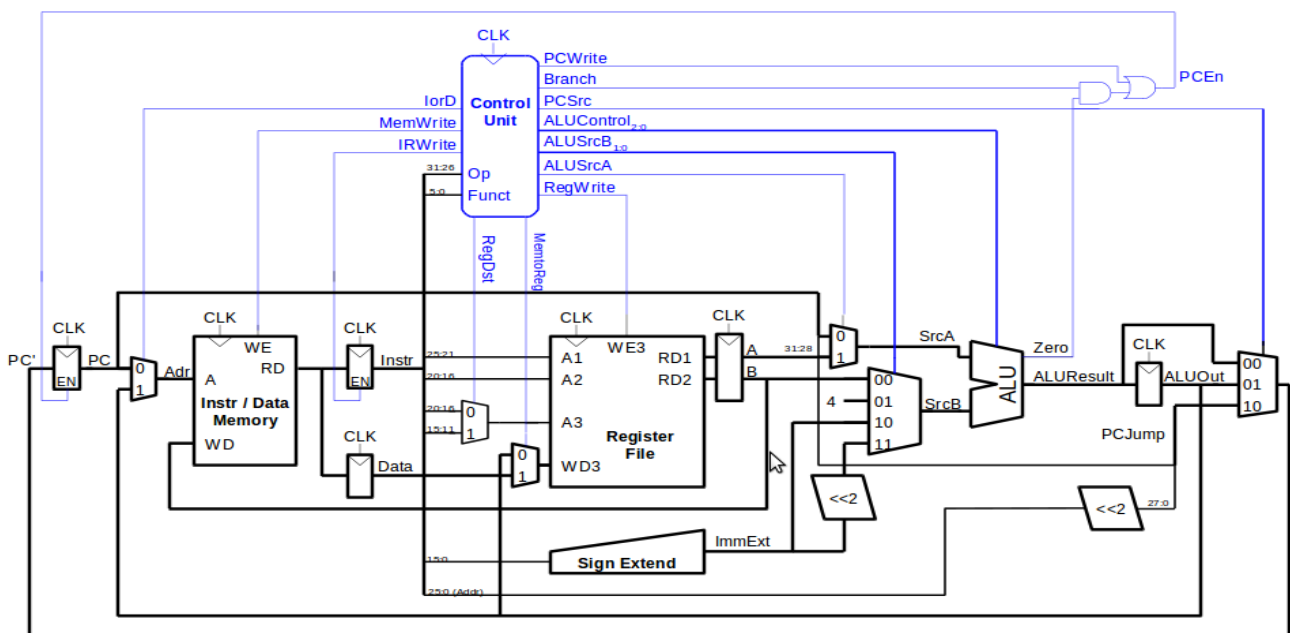 CLK
PCWrite
Branch
PCEn
IorD
Control
Unit
PCSrc
MemWrite
ALUControl2:0
IRWrite
ALUSrcB1:0
31:26
Op
ALUSrcA
5:0
Funct
RegWrite
RegDst
MemtoReg
CLK
CLK
CLK
CLK
CLK
CLK
PC'
PC
EN
0
1
Adr
WE
A
RD
Instr / Data
Memory
WD
EN
Instr
CLK
Data
25:21
20:16
20:16
15:11
0
1
0
1
A1
A2
A3
WD3
WE3
RD1
RD2
Register
File
A
B
31:28
0
1
SrcA
4
00
01
10
11
SrcB
ALU
Zero
ALUResult
CLK
ALUOut
00
01
10
PCJump
<<2
<<2
27:0
15:0
Sign Extend
ImmExt
25:0 (Addr)